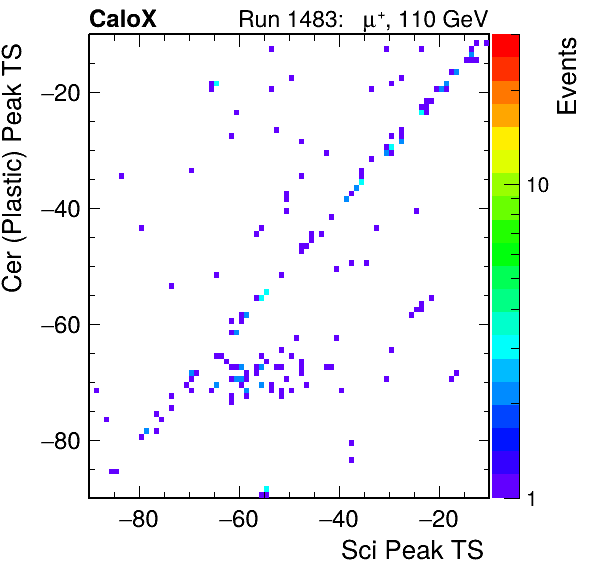 CaloX Run 1483: μ⁺, 110 GeV
Cer (Plastic) Peak TS
Events
−20
−40
−60
−80
10
1
−80 −60 −40 −20
Sci Peak TS